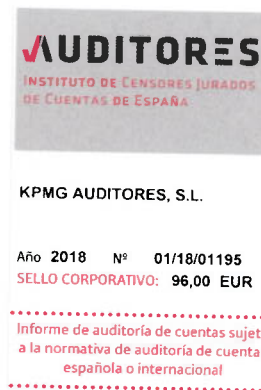 AUDITORES
INSTITUTO DE CENSORES JURADOS
DE CUENTAS DE ESPAÑA
KPMG AUDITORES, S.L.
Año 2018 Nº 01/18/01195
SELLO CORPORATIVO: 96,00 EUR
Informe de auditoría de cuentas sujet
a la normativa de auditoría de cuenta
española o internacional